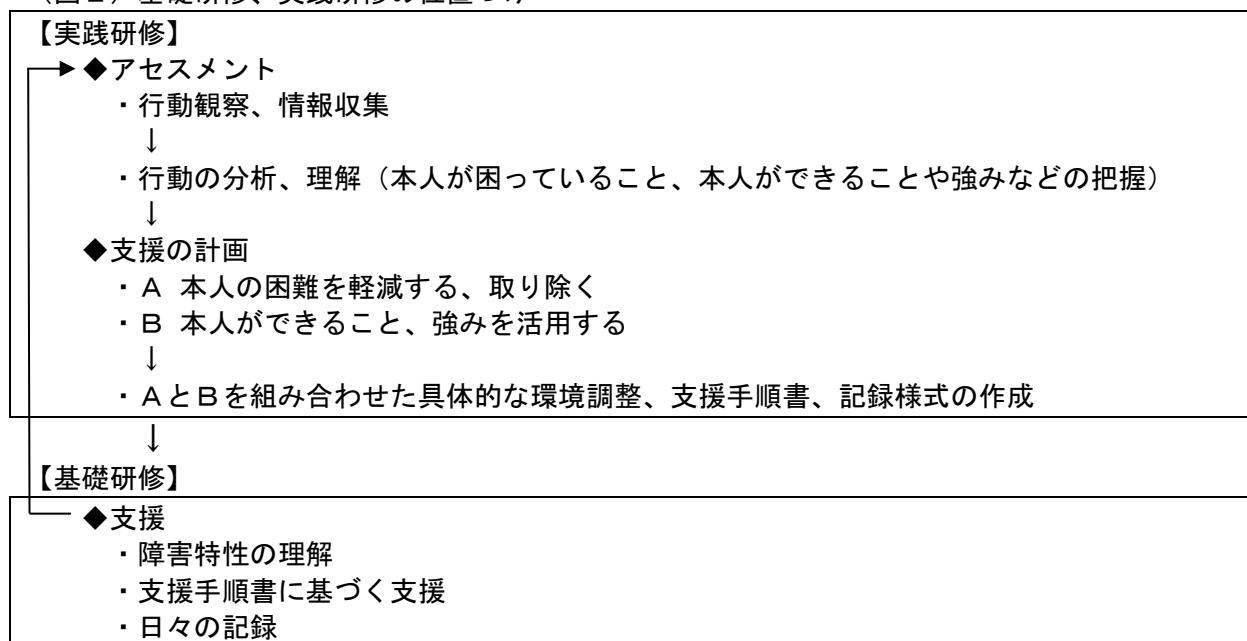 【実践研修】
◆アセスメント
・行動観察、情報収集
↓
・行動の分析、理解（本人が困っていること、本人ができることや強みなどの把握）
↓
◆支援の計画
・Ａ 本人の困難を軽減する、取り除く
・Ｂ 本人ができること、強みを活用する
↓
・ＡとＢを組み合わせた具体的な環境調整、支援手順書、記録様式の作成
↓
【基礎研修】
◆支援
・障害特性の理解
・支援手順書に基づく支援
・日々の記録